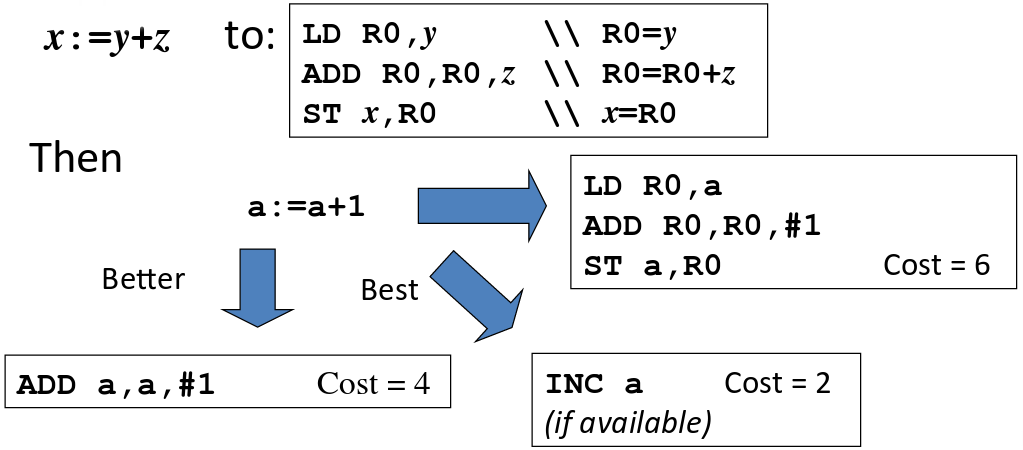 x:=y+z to:
LD R0,y \\ R0=y
ADD R0,R0,z \\ R0=R0+z
ST x,R0 \\ x=R0
Then
a:=a+1
LD R0,a
ADD R0,R0,#1
ST a,R0 Cost = 6
Better
Best
ADD a,a,#1 Cost = 4
INC a Cost = 2
(if available)